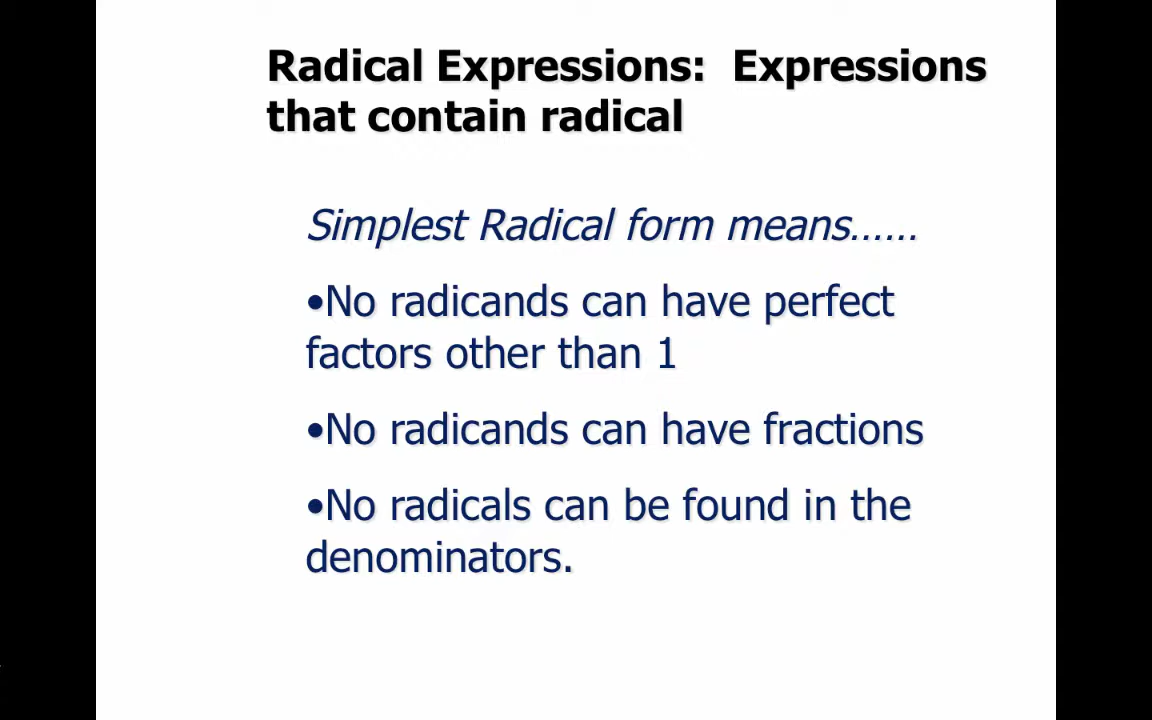 Radical Expressions:  Expressions
that contain radical
Simplest Radical form means……
•No radicands can have perfect
factors other than 1
•No radicands can have fractions
•No radicals can be found in the
denominators.